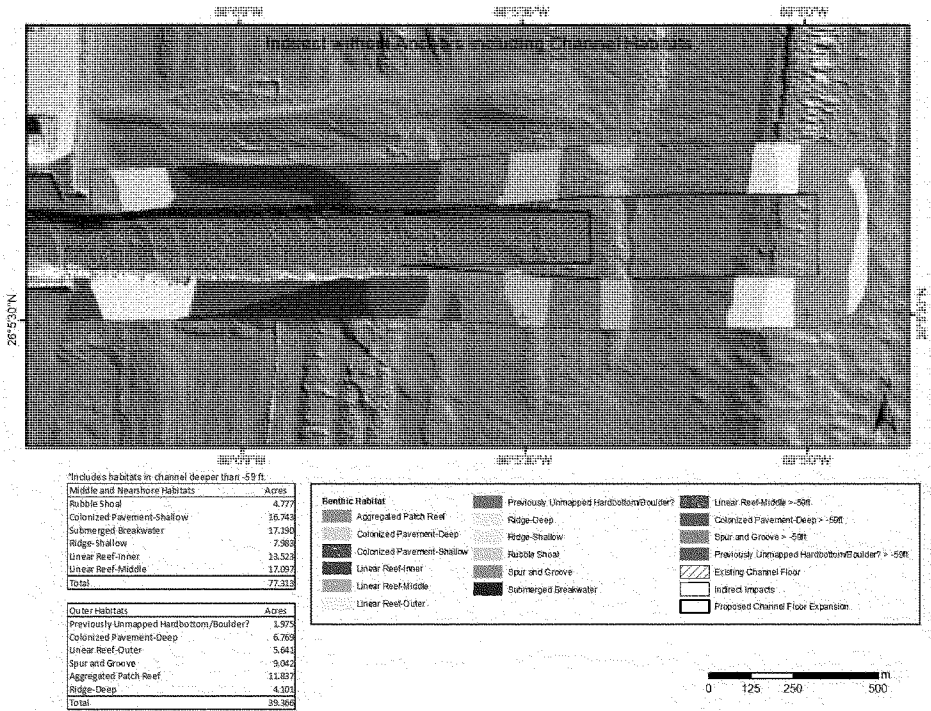 26°5'30"N
*Includes habitats in channel deeper than -59 ft.
Middle and Nearshore Habitats Acres
Rubble Shoal 4.777
Colonized Pavement-Shallow 16.743
Submerged Breakwater 17.190
Ridge-Shallow 7.983
Linear Reef-Inner 13.523
Linear Reef-Middle 17.097
Total 77.313
Outer Habitats Acres
Previously Unmapped Hardbottom/Boulder? 1.975
Colonized Pavement-Deep 6.769
Linear Reef-Outer 5.641
Spur and Groove 9.042
Aggregated Patch Reef 11.837
Ridge-Deep 4.101
Total 39.366
Benthic Habitat
Aggregated Patch Reef
Colonized Pavement-Deep
Colonized Pavement-Shallow
Linear Reef-Inner
Linear Reef-Middle
Linear Reef-Outer
Previously Unmapped Hardbottom/Boulder?
Ridge-Deep
Ridge-Shallow
Rubble Shoal
Spur and Groove
Submerged Breakwater
Linear Reef-Middle >-59ft
Colonized Pavement-Deep > -59ft
Spur and Groove > -59ft
Previously Unmapped Hardbottom/Boulder? > -59ft
Existing Channel Floor
Indirect Impacts
Proposed Channel Floor Expansion
m
0 125 250 500